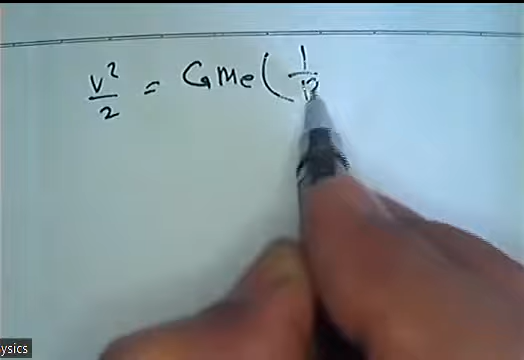 v²/2 = GMe(1/R
ysics